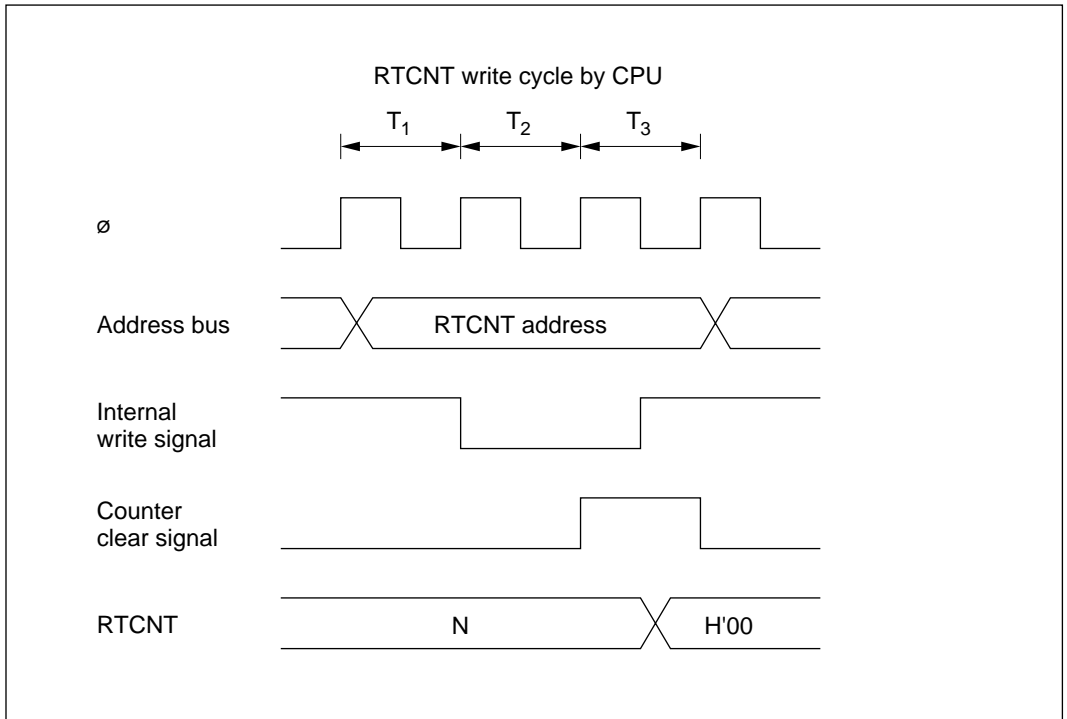 RTCNT write cycle by CPU
T1 T2 T3
ø
Address bus
RTCNT address
Internal
write signal
Counter
clear signal
RTCNT
N
H'00